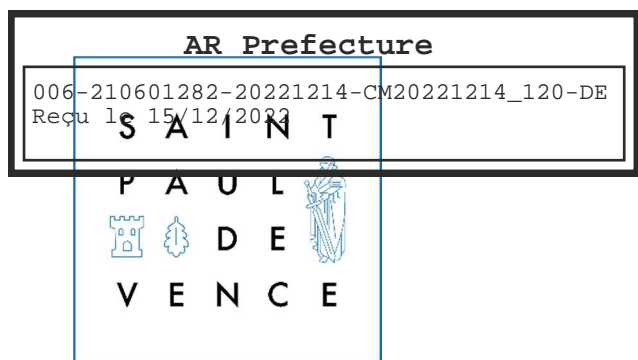 AR Prefecture
006-210601282-20221214-CM20221214_120-DE
Reçu le 15/12/2022
SAINT
PAUL
DE
VENCE